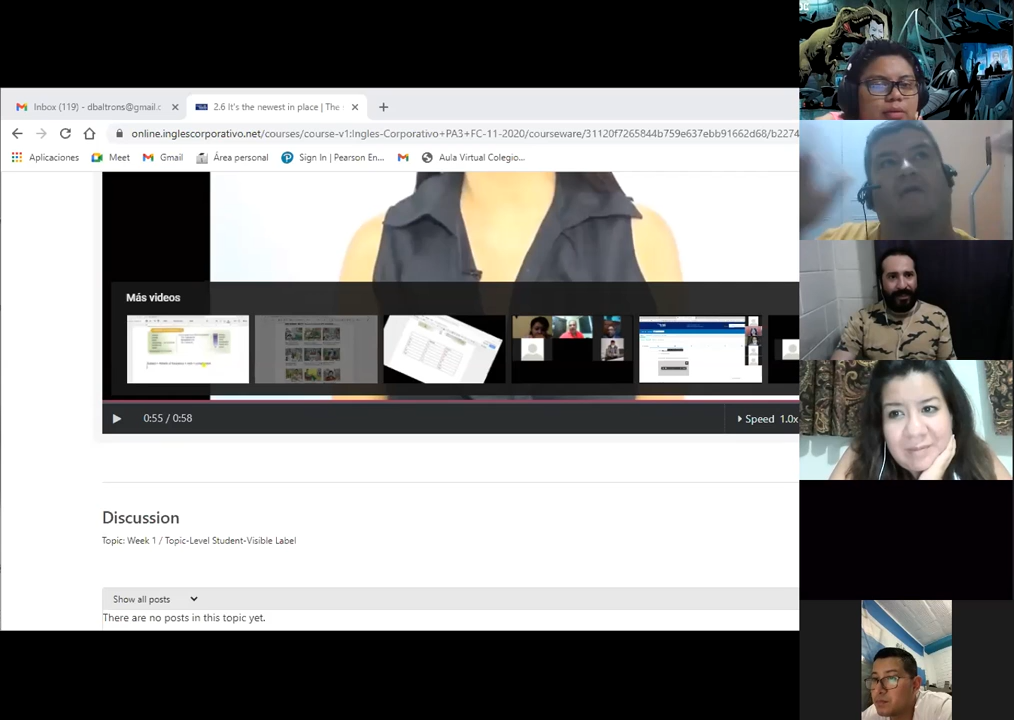 Inbox (119) - dbaltrons@gmail.c
2.6 It's the newest in place | The
online.inglescorporativo.net/courses/course-v1:Ingles-Corporativo+PA3+FC-11-2020/courseware/31120f7265844b759e637ebb91662d68/b2274
Aplicaciones Meet Gmail Área personal Sign In | Pearson En... Aula Virtual Colegio...
Más videos
0:55 / 0:58 Speed 1.0x
Discussion
Topic: Week 1 / Topic-Level Student-Visible Label
Show all posts
There are no posts in this topic yet.